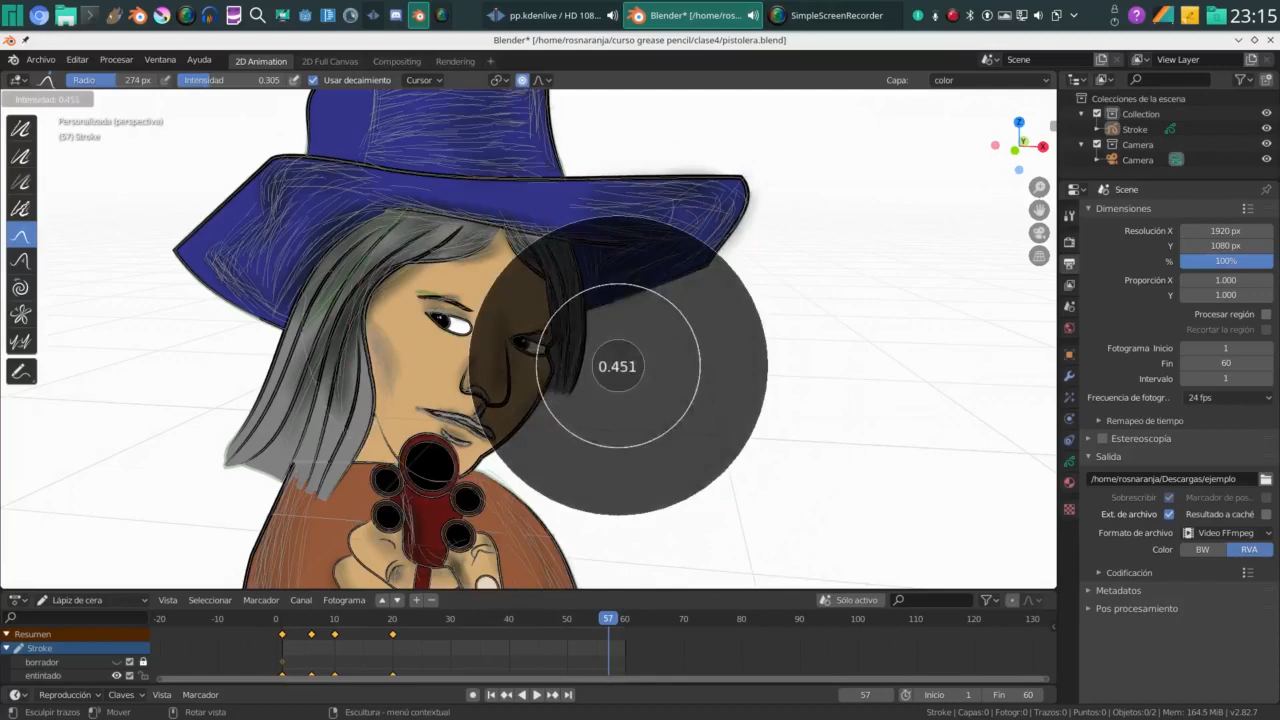 pp.kdenlive / HD 108...
Blender* [/home/ros...
SimpleScreenRecorder
23:15
Blender* [/home/rosnaranja/curso grease pencil/clase4/pistolera.blend]
Archivo Editar Procesar Ventana Ayuda
2D Animation 2D Full Canvas Compositing Rendering
Scene View Layer
Radio 274 px Intensidad 0.305 Usar decaimiento Cursor Capa: color
Intensidad: 0.451
Personalizada (perspectiva)
(57) Stroke
Z
Y
X
0.451
Colecciones de la escena
Collection
Stroke
Camera
Camera
Scene
Dimensiones
Resolución X 1920 px
Y 1080 px
% 100%
Proporción X 1.000
Y 1.000
Procesar región
Recortar la región
Fotograma Inicio 1
Fin 60
Intervalo 1
Frecuencia de fotogr.. 24 fps
Remapeo de tiempo
Estereoscopía
Salida
/home/rosnaranja/Descargas/ejemplo
Sobrescribir Marcador de pos..
Ext. de archivo Resultado a caché
Formato de archivo Video FFmpeg
Color BW RVA
Codificación
Metadatos
Pos procesamiento
Lápiz de cera Vista Seleccionar Marcador Canal Fotograma Sólo activo
-20 -10 0 10 20 30 40 50 57 60 70 80 90 100 110 120 130
Resumen
Stroke
borrador
entintado
Reproducción Claves Vista Marcador 57 Inicio 1 Fin 60
Esculpir trazos Mover Rotar vista Escultura - menú contextual
Stroke | Capas:0 | Fotogr:0 | Trazos:0 | Puntos:0 | Objetos:0/2 | Mem: 164.5 MiB | v2.82.7